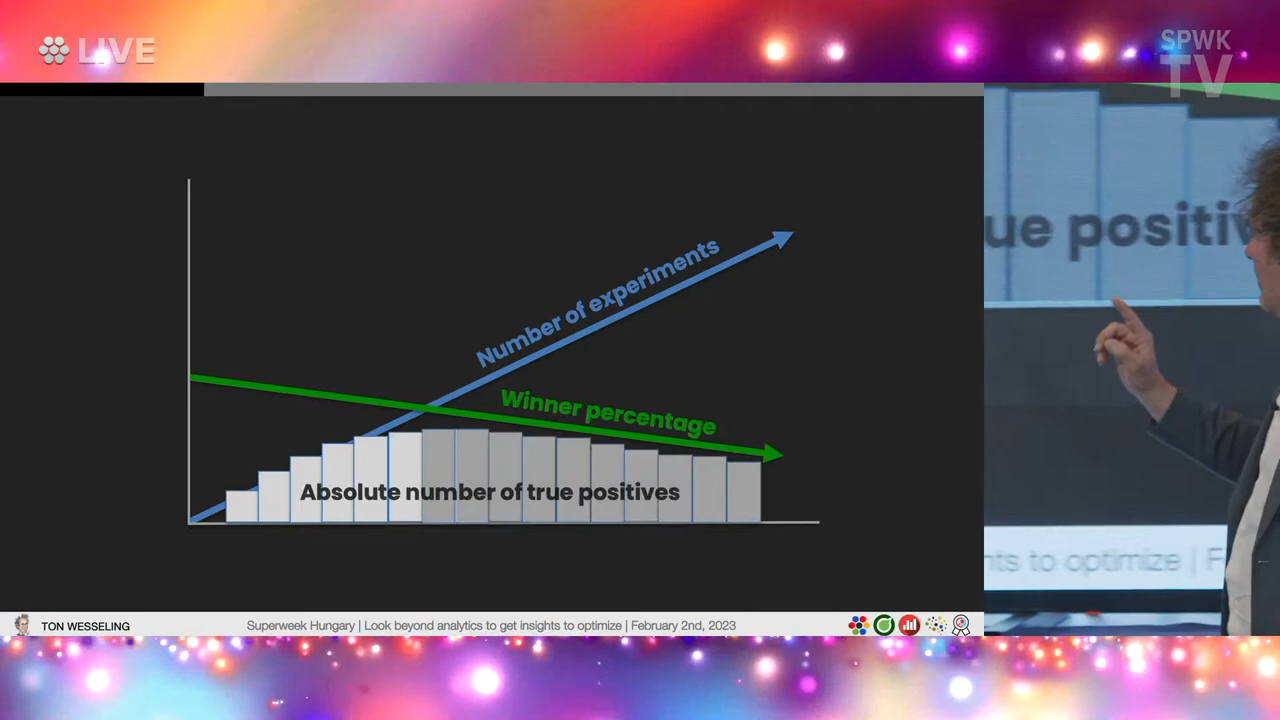 LIVE
SPWK
TV
Number of experiments
Winner percentage
Absolute number of true positives
TON WESSELING
Superweek Hungary | Look beyond analytics to get insights to optimize | February 2nd, 2023
ue positiv
nts to optimize | F